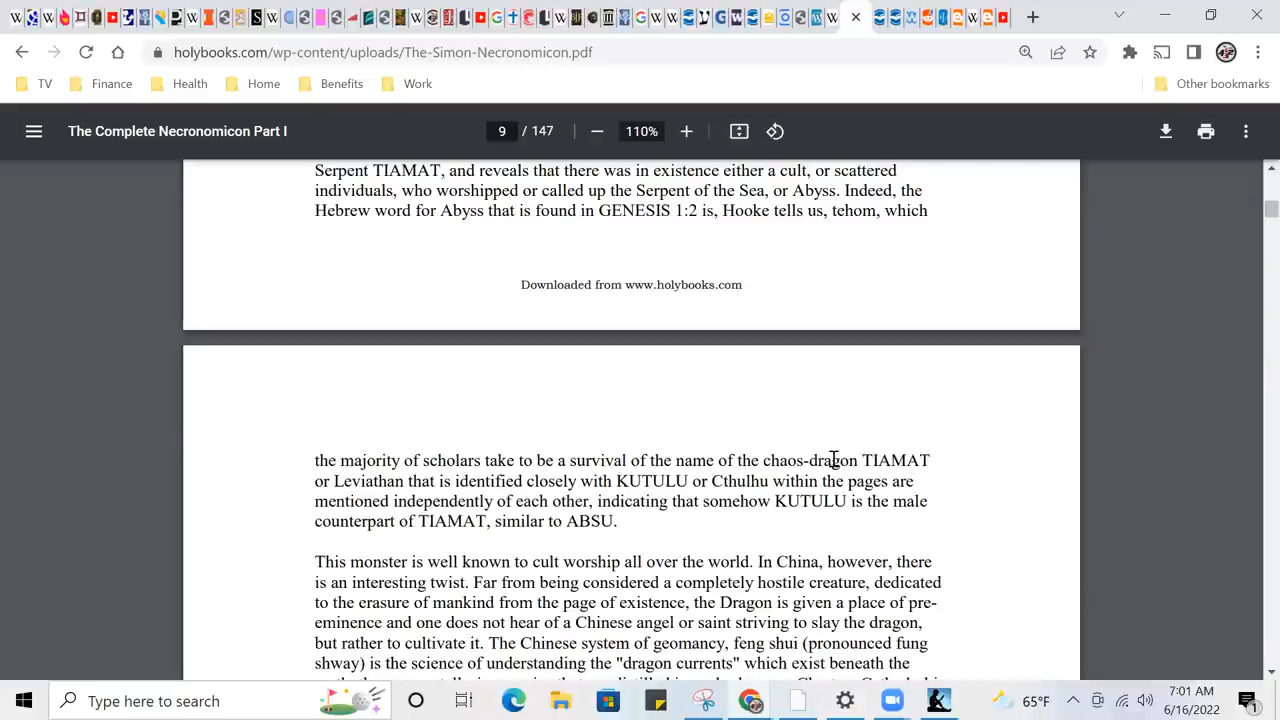 holybooks.com/wp-content/uploads/The-Simon-Necronomicon.pdf
TV Finance Health Home Benefits Work Other bookmarks
The Complete Necronomicon Part I 9 / 147 110%
Serpent TIAMAT, and reveals that there was in existence either a cult, or scattered
individuals, who worshipped or called up the Serpent of the Sea, or Abyss. Indeed, the
Hebrew word for Abyss that is found in GENESIS 1:2 is, Hooke tells us, tehom, which
Downloaded from www.holybooks.com
the majority of scholars take to be a survival of the name of the chaos-dragon TIAMAT
or Leviathan that is identified closely with KUTULU or Cthulhu within the pages are
mentioned independently of each other, indicating that somehow KUTULU is the male
counterpart of TIAMAT, similar to ABSU.
This monster is well known to cult worship all over the world. In China, however, there
is an interesting twist. Far from being considered a completely hostile creature, dedicated
to the erasure of mankind from the page of existence, the Dragon is given a place of pre-
eminence and one does not hear of a Chinese angel or saint striving to slay the dragon,
but rather to cultivate it. The Chinese system of geomancy, feng shui (pronounced fung
shway) is the science of understanding the "dragon currents" which exist beneath the
Type here to search
65°F
7:01 AM
6/16/2022
1